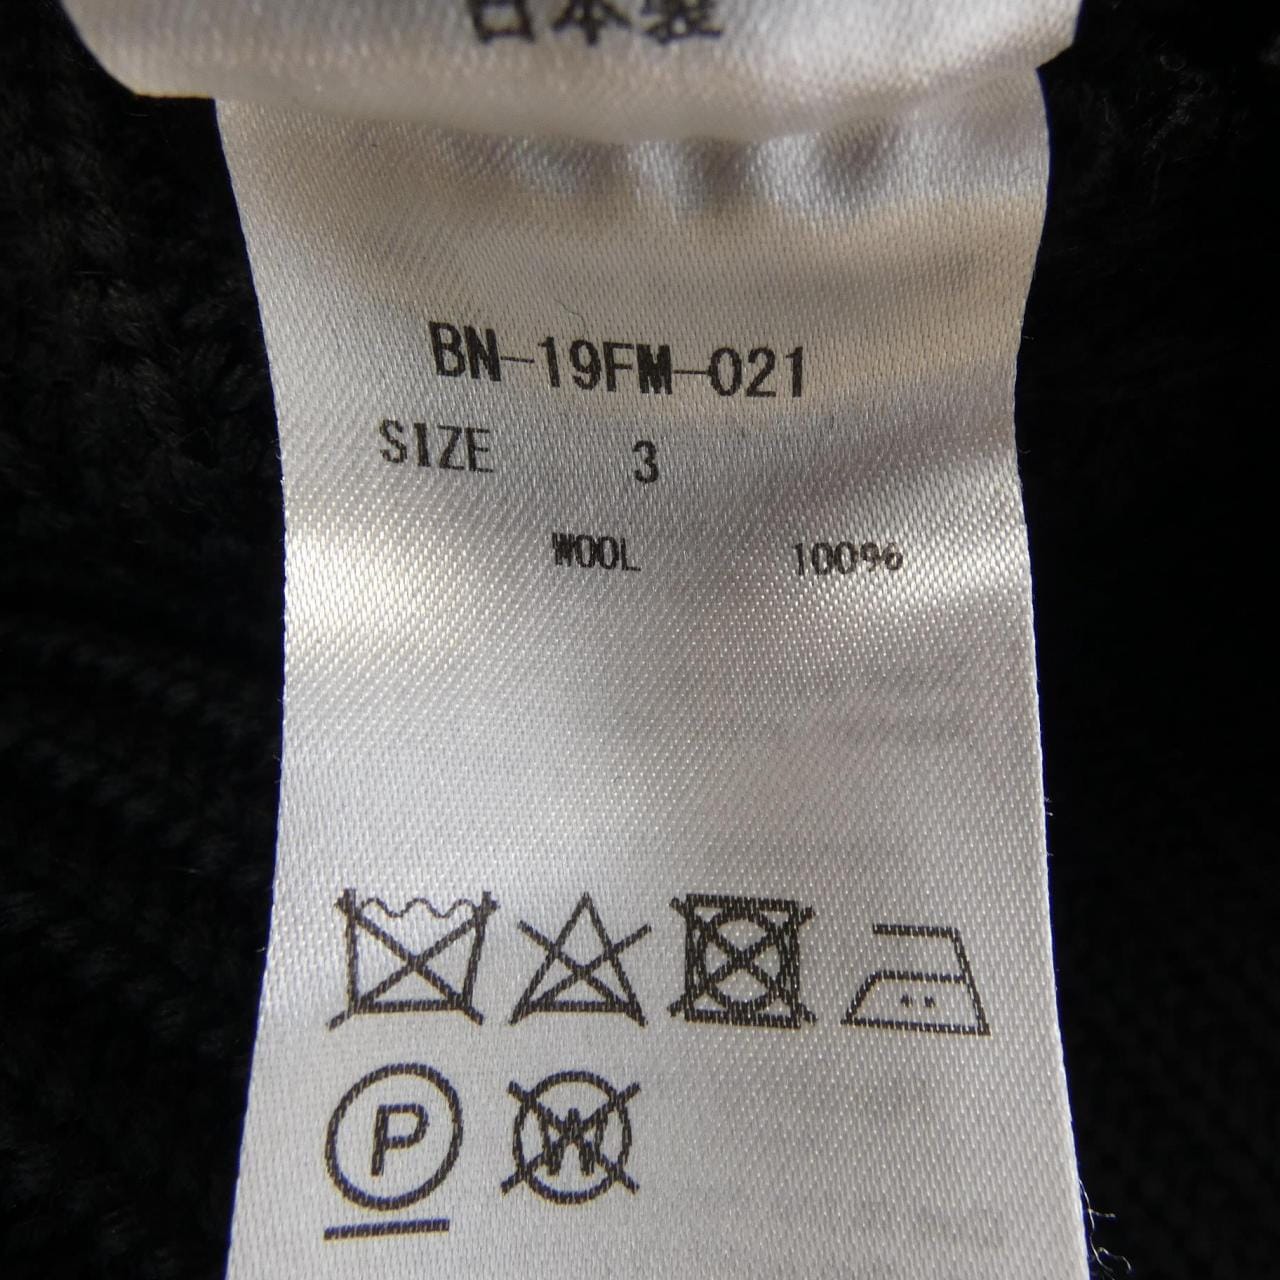 日本製
BN-19FM-021
SIZE 3
WOOL 100%
P W